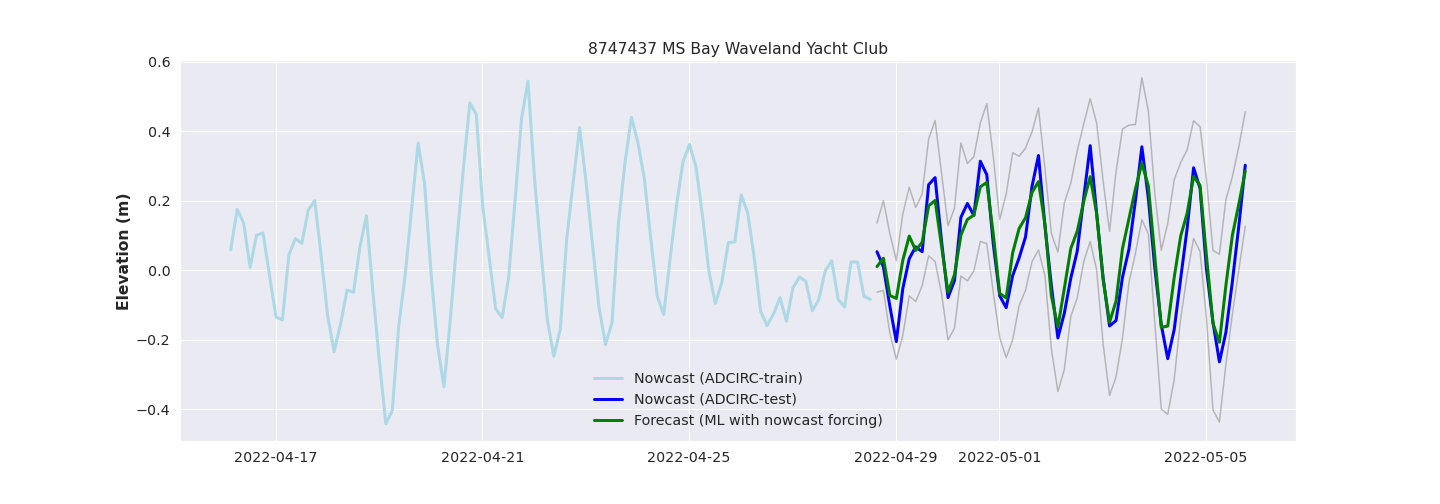 8747437 MS Bay Waveland Yacht Club
Elevation (m)
0.6
0.4
0.2
0.0
−0.2
−0.4
Nowcast (ADCIRC-train)
Nowcast (ADCIRC-test)
Forecast (ML with nowcast forcing)
2022-04-17 2022-04-21 2022-04-25 2022-04-29 2022-05-01 2022-05-05